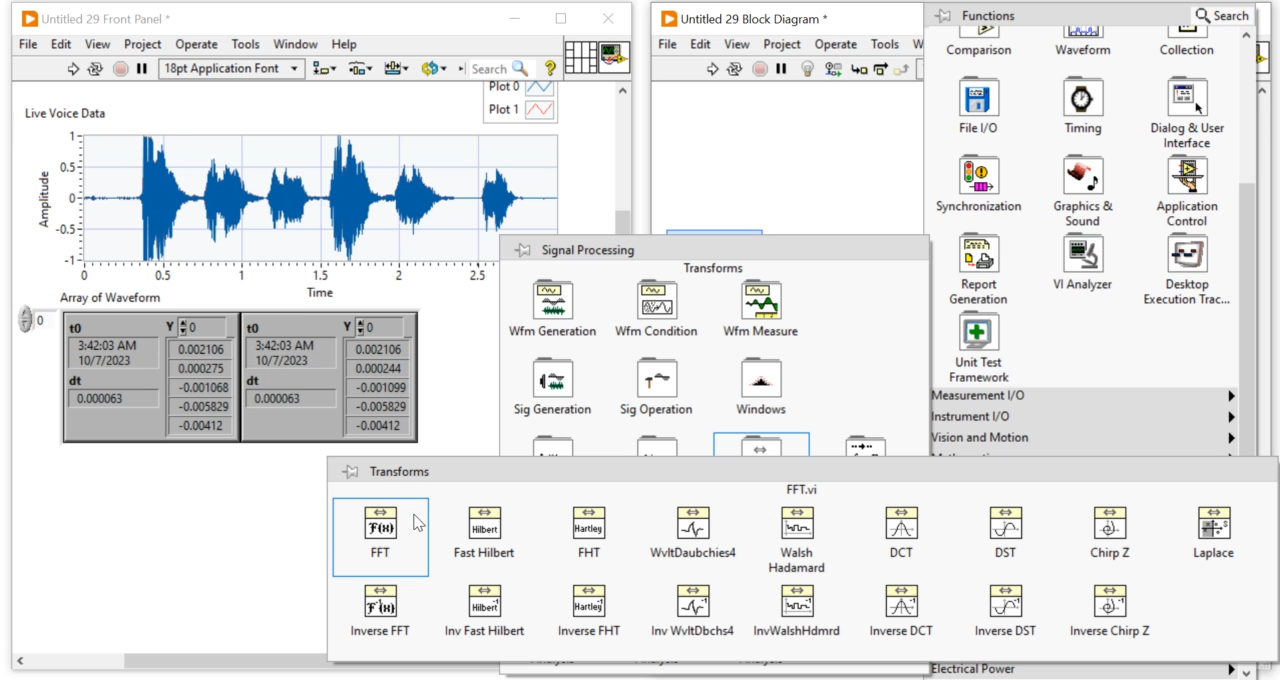 Untitled 29 Front Panel *
File Edit View Project Operate Tools Window Help
18pt Application Font
Search
Plot 0
Plot 1
Live Voice Data
Amplitude
1
0.5
0
-0.5
-1
0 0.5 1 1.5 2 2.5
Time
Array of Waveform
0
t0
3:42:03 AM
10/7/2023
dt
0.000063
Y 0
0.002106
0.000275
-0.001068
-0.005829
-0.00412
t0
3:42:03 AM
10/7/2023
dt
0.000063
Y 0
0.002106
0.000244
-0.001099
-0.005829
-0.00412
Untitled 29 Block Diagram *
File Edit View Project Operate Tools W
Functions
Search
Comparison Waveform Collection
File I/O Timing Dialog & User
Interface
Synchronization Graphics &
Sound
Application
Control
Report
Generation
VI Analyzer
Desktop
Execution Trac...
Unit Test
Framework
Measurement I/O
Instrument I/O
Vision and Motion
Electrical Power
Signal Processing
Transforms
Wfm Generation Wfm Condition Wfm Measure
Sig Generation Sig Operation Windows
Transforms
FFT.vi
F{x} Hilbert Hartley
FFT Fast Hilbert FHT WvltDaubchies4 Walsh
Hadamard
DCT DST Chirp Z Laplace
Hilbert Hartley
Inverse FFT Inv Fast Hilbert Inverse FHT Inv WvltDbchs4 InvWalshHdmrd Inverse DCT Inverse DST Inverse Chirp Z